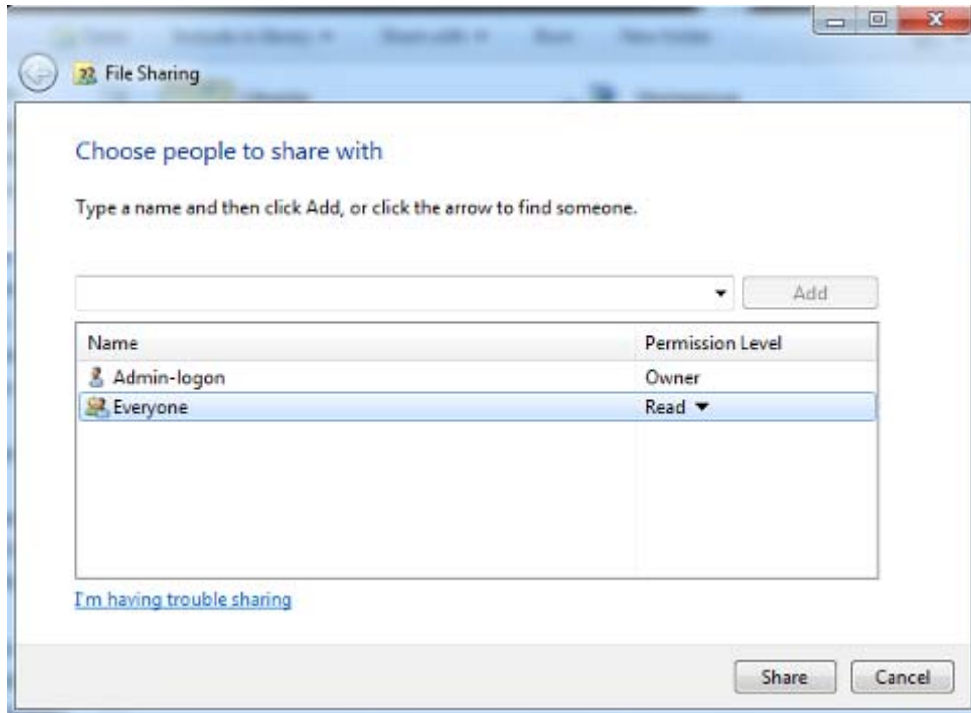 File Sharing
Choose people to share with
Type a name and then click Add, or click the arrow to find someone.
Add
Name Permission Level
Admin-logon Owner
Everyone Read
I'm having trouble sharing
Share Cancel